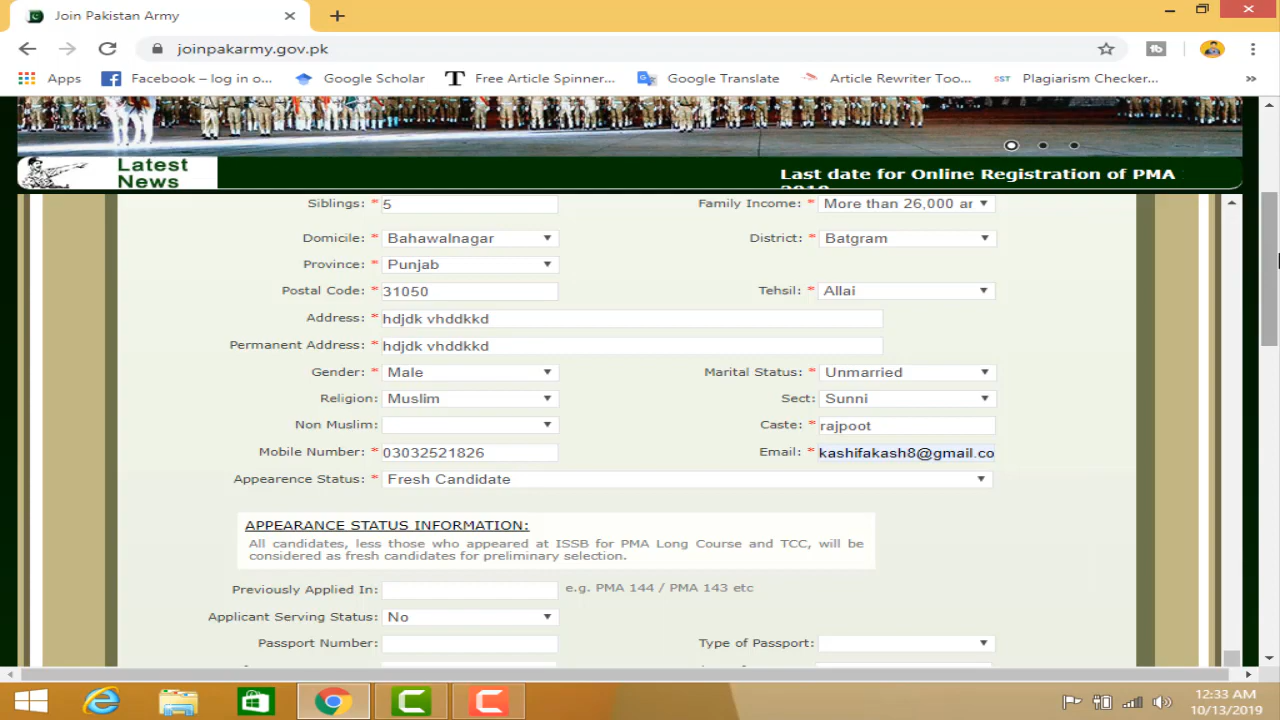 Join Pakistan Army
joinpakarmy.gov.pk
Apps
Facebook – log in o...
Google Scholar
T Free Article Spinner...
Google Translate
Article Rewriter Too...
SST Plagiarism Checker...
»
Latest
News
Last date for Online Registration of PMA
Siblings: * 5
Family Income: * More than 26,000 ar
Domicile: * Bahawalnagar
District: * Batgram
Province: * Punjab
Postal Code: * 31050
Tehsil: * Allai
Address: * hdjdk vhddkkd
Permanent Address: * hdjdk vhddkkd
Gender: * Male
Marital Status: * Unmarried
Religion: Muslim
Sect: Sunni
Non Muslim:
Caste: * rajpoot
Mobile Number: * 03032521826
Email: * kashifakash8@gmail.co
Appearence Status: * Fresh Candidate
APPEARANCE STATUS INFORMATION:
All candidates, less those who appeared at ISSB for PMA Long Course and TCC, will be
considered as fresh candidates for preliminary selection.
Previously Applied In:
e.g. PMA 144 / PMA 143 etc
Applicant Serving Status: No
Passport Number:
Type of Passport:
12:33 AM
10/13/2019